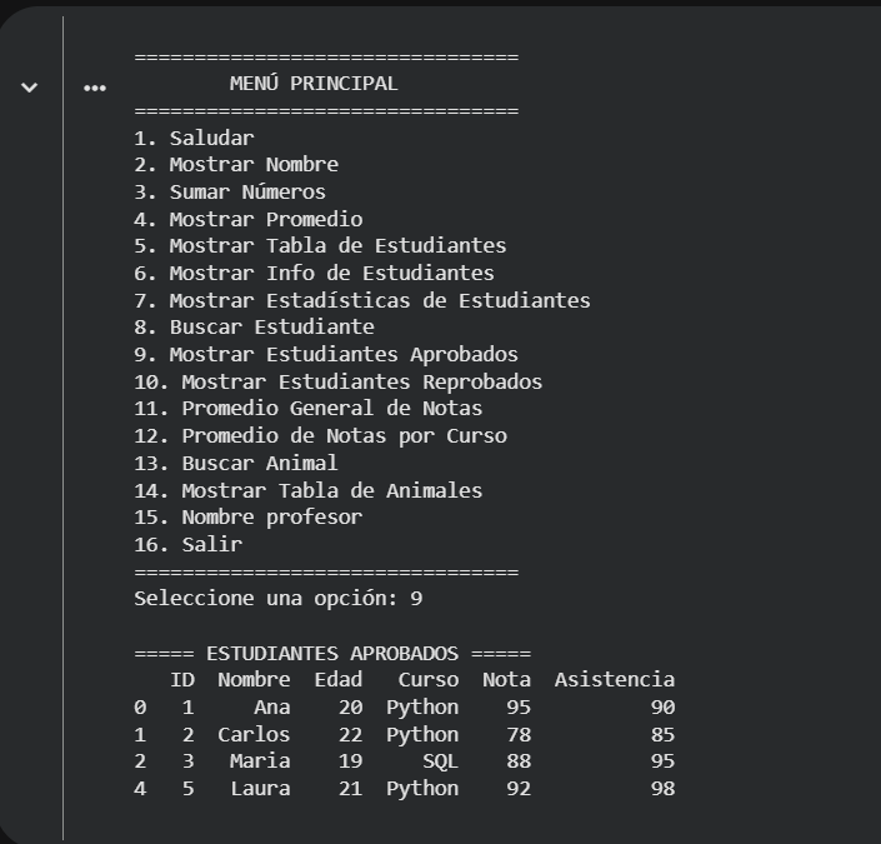 ================================
MENÚ PRINCIPAL
================================
1. Saludar
2. Mostrar Nombre
3. Sumar Números
4. Mostrar Promedio
5. Mostrar Tabla de Estudiantes
6. Mostrar Info de Estudiantes
7. Mostrar Estadísticas de Estudiantes
8. Buscar Estudiante
9. Mostrar Estudiantes Aprobados
10. Mostrar Estudiantes Reprobados
11. Promedio General de Notas
12. Promedio de Notas por Curso
13. Buscar Animal
14. Mostrar Tabla de Animales
15. Nombre profesor
16. Salir
================================
Seleccione una opción: 9
===== ESTUDIANTES APROBADOS =====
ID Nombre Edad Curso Nota Asistencia
0 1 Ana 20 Python 95 90
1 2 Carlos 22 Python 78 85
2 3 Maria 19 SQL 88 95
4 5 Laura 21 Python 92 98